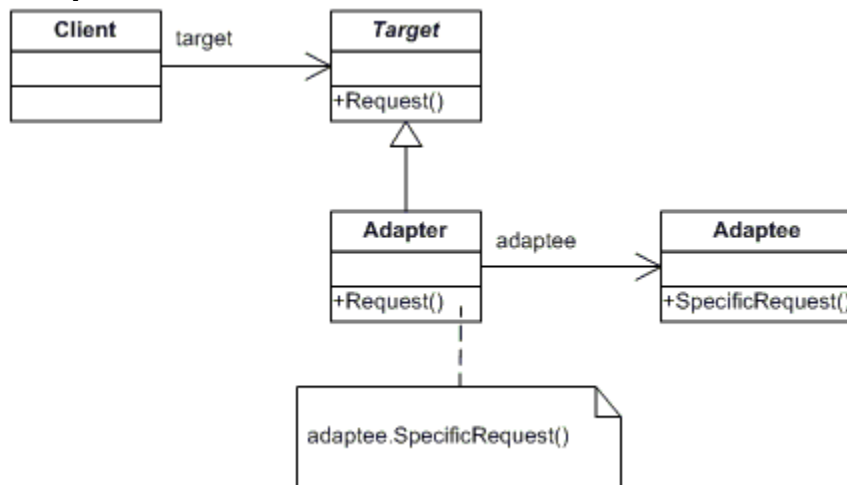 Client
target
Target
+Request()
Adapter
adaptee
Adaptee
+Request()
+SpecificRequest()
adaptee.SpecificRequest()